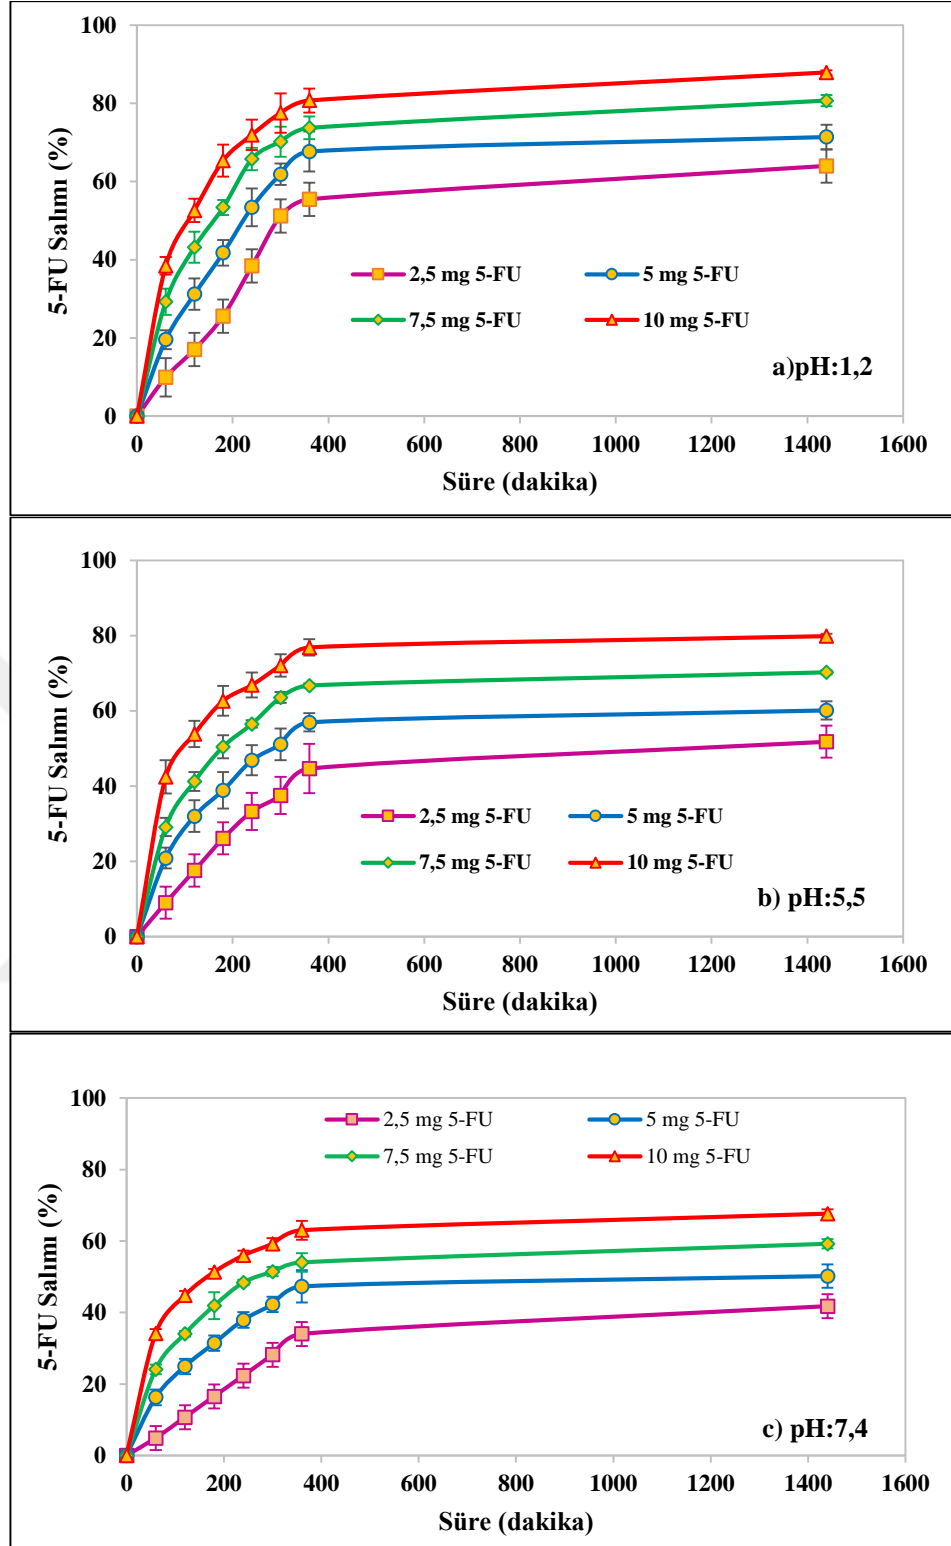 100
80
60
40
20
0
5-FU Salımı (%)
2,5 mg 5-FU 5 mg 5-FU
7,5 mg 5-FU 10 mg 5-FU
a)pH:1,2
0 200 400 600 800 1000 1200 1400 1600
Süre (dakika)
100
80
60
40
20
0
5-FU Salımı (%)
2,5 mg 5-FU 5 mg 5-FU
7,5 mg 5-FU 10 mg 5-FU
b) pH:5,5
0 200 400 600 800 1000 1200 1400 1600
Süre (dakika)
100
80
60
40
20
0
5-FU Salımı (%)
2,5 mg 5-FU 5 mg 5-FU
7,5 mg 5-FU 10 mg 5-FU
c) pH:7,4
0 200 400 600 800 1000 1200 1400 1600
Süre (dakika)